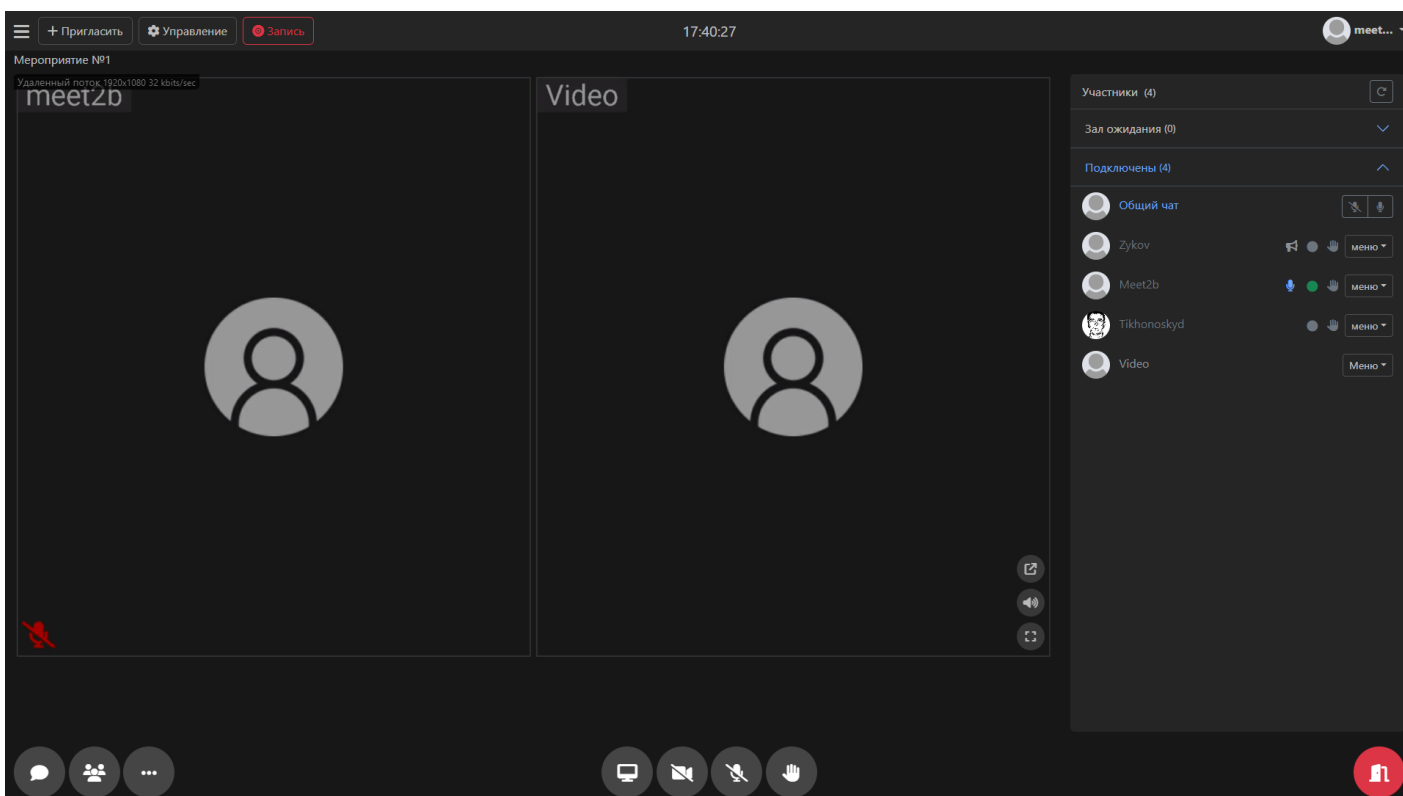 + Пригласить Управление Запись 17:40:27 meet...
Мероприятие №1
Удаленный поток 1920x1080 32 kbits/sec
meet2b Video
Участники (4)
Зал ожидания (0)
Подключены (4)
Общий чат
Zykov меню
Meet2b меню
Tikhonoskyd меню
Video Меню